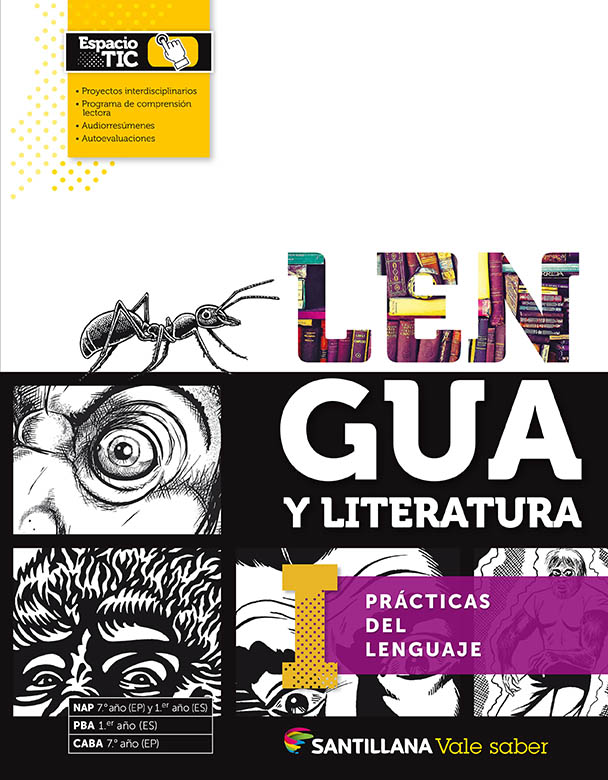 Espacio
TIC
• Proyectos interdisciplinarios
• Programa de comprensión
lectora
• Audiorresúmenes
• Autoevaluaciones
LEN
GUA
Y LITERATURA
I
PRÁCTICAS
DEL
LENGUAJE
NAP 7.º año (EP) y 1.er año (ES)
PBA 1.er año (ES)
CABA 7.º año (EP)
SANTILLANA Vale saber